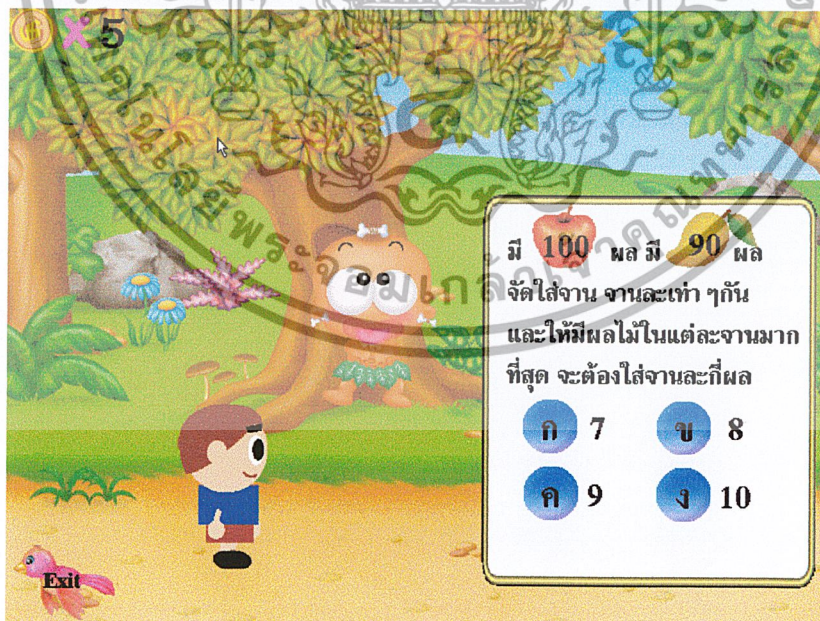 5
มี 100 ผล มี 90 ผล
จัดใส่จาน จานละเท่า ๆกัน
และให้มีผลไม้ในแต่ละจานมาก
ที่สุด จะต้องใส่จานละกี่ผล
ก 7 ข 8
ค 9 ง 10
Exit